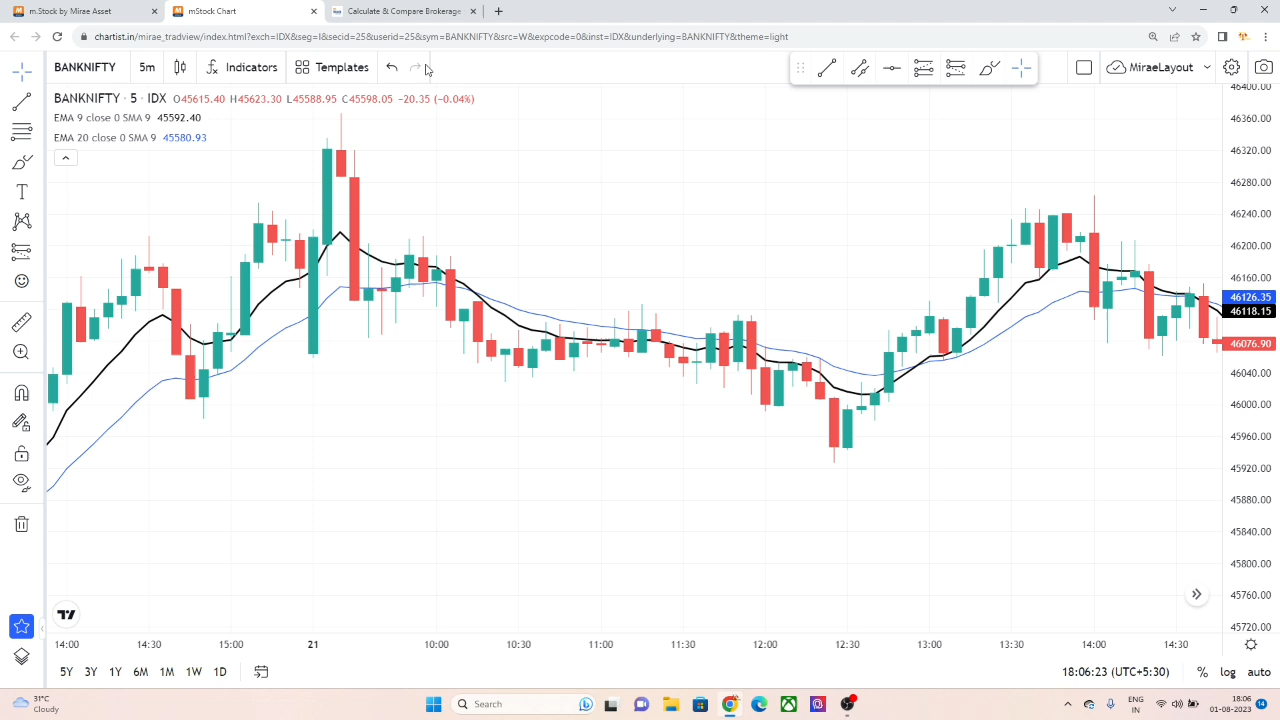 m.Stock by Mirae Asset
mStock Chart
Calculate & Compare Brokerage
chartist.in/mirae_tradview/index.html?exch=IDX&seg=I&secid=25&userid=25&sym=BANKNIFTY&src=W&expcode=0&inst=IDX&underlying=BANKNIFTY&theme=light
BANKNIFTY 5m Indicators Templates MiraeLayout
BANKNIFTY · 5 · IDX O45615.40 H45623.30 L45588.95 C45598.05 −20.35 (−0.04%)
EMA 9 close 0 SMA 9 45592.40
EMA 20 close 0 SMA 9 45580.93
46400.00
46360.00
46320.00
46280.00
46240.00
46200.00
46160.00
46126.35
46118.15
46076.90
46040.00
46004.00
45960.00
45920.00
45880.00
45840.00
45800.00
45760.00
45720.00
14:00 14:30 15:00 21 10:00 10:30 11:00 11:30 12:00 12:30 13:00 13:30 14:00 14:30
5Y 3Y 1Y 6M 1M 1W 1D 18:06:23 (UTC+5:30) % log auto
31°C
Cloudy
Search
ENG
IN
18:06
01-08-2023
14